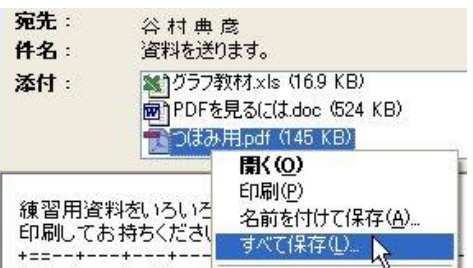 宛先: 谷村典彦
件名: 資料を送ります。
添付: グラフ教材.xls (16.9 KB)
PDFを見るには.doc (524 KB)
つぼみ用.pdf (145 KB)
開く(O)
印刷(P)
名前を付けて保存(A)...
すべて保存(L)...
練習用資料をいろいろ
印刷してお持ちくださ
+==--+----+----+--